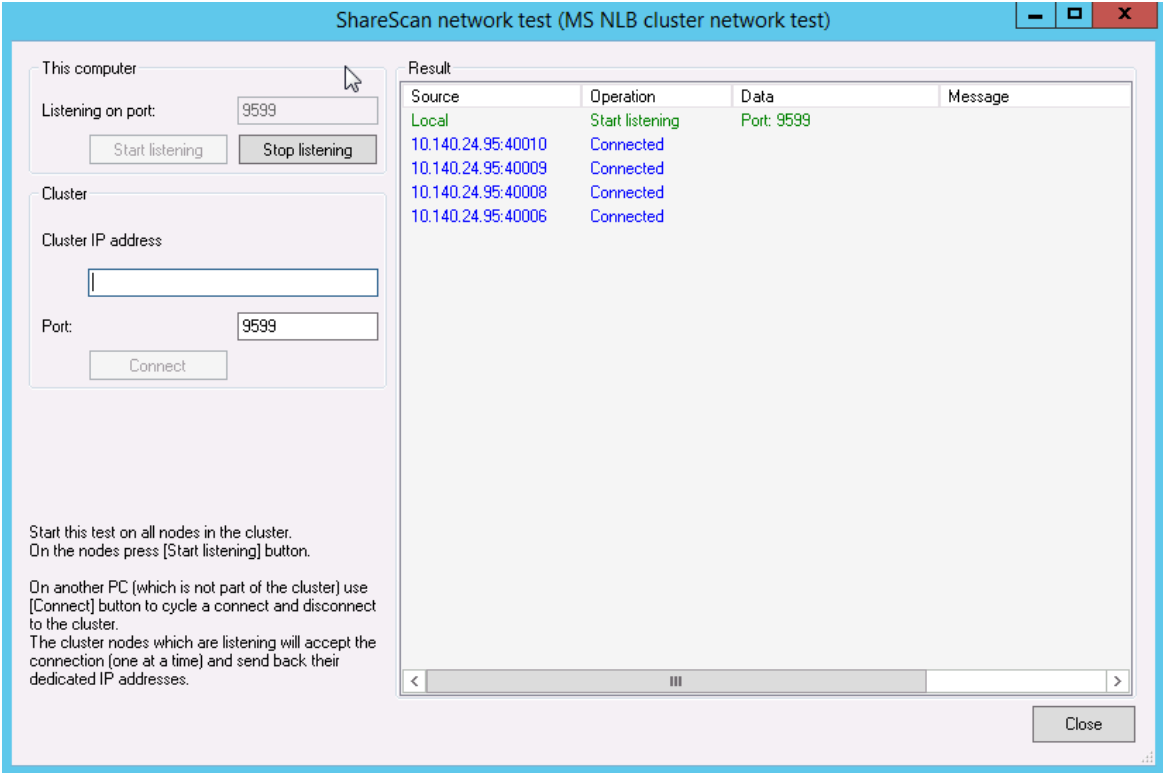 ShareScan network test (MS NLB cluster network test)
This computer
Listening on port: 9599
Start listening Stop listening
Cluster
Cluster IP address
Port: 9599
Connect
Start this test on all nodes in the cluster.
On the nodes press [Start listening] button.
On another PC (which is not part of the cluster) use
[Connect] button to cycle a connect and disconnect
to the cluster.
The cluster nodes which are listening will accept the
connection (one at a time) and send back their
dedicated IP addresses.
Result
Source Operation Data Message
Local Start listening Port: 9599
10.140.24.95:40010 Connected
10.140.24.95:40009 Connected
10.140.24.95:40008 Connected
10.140.24.95:40006 Connected
Close